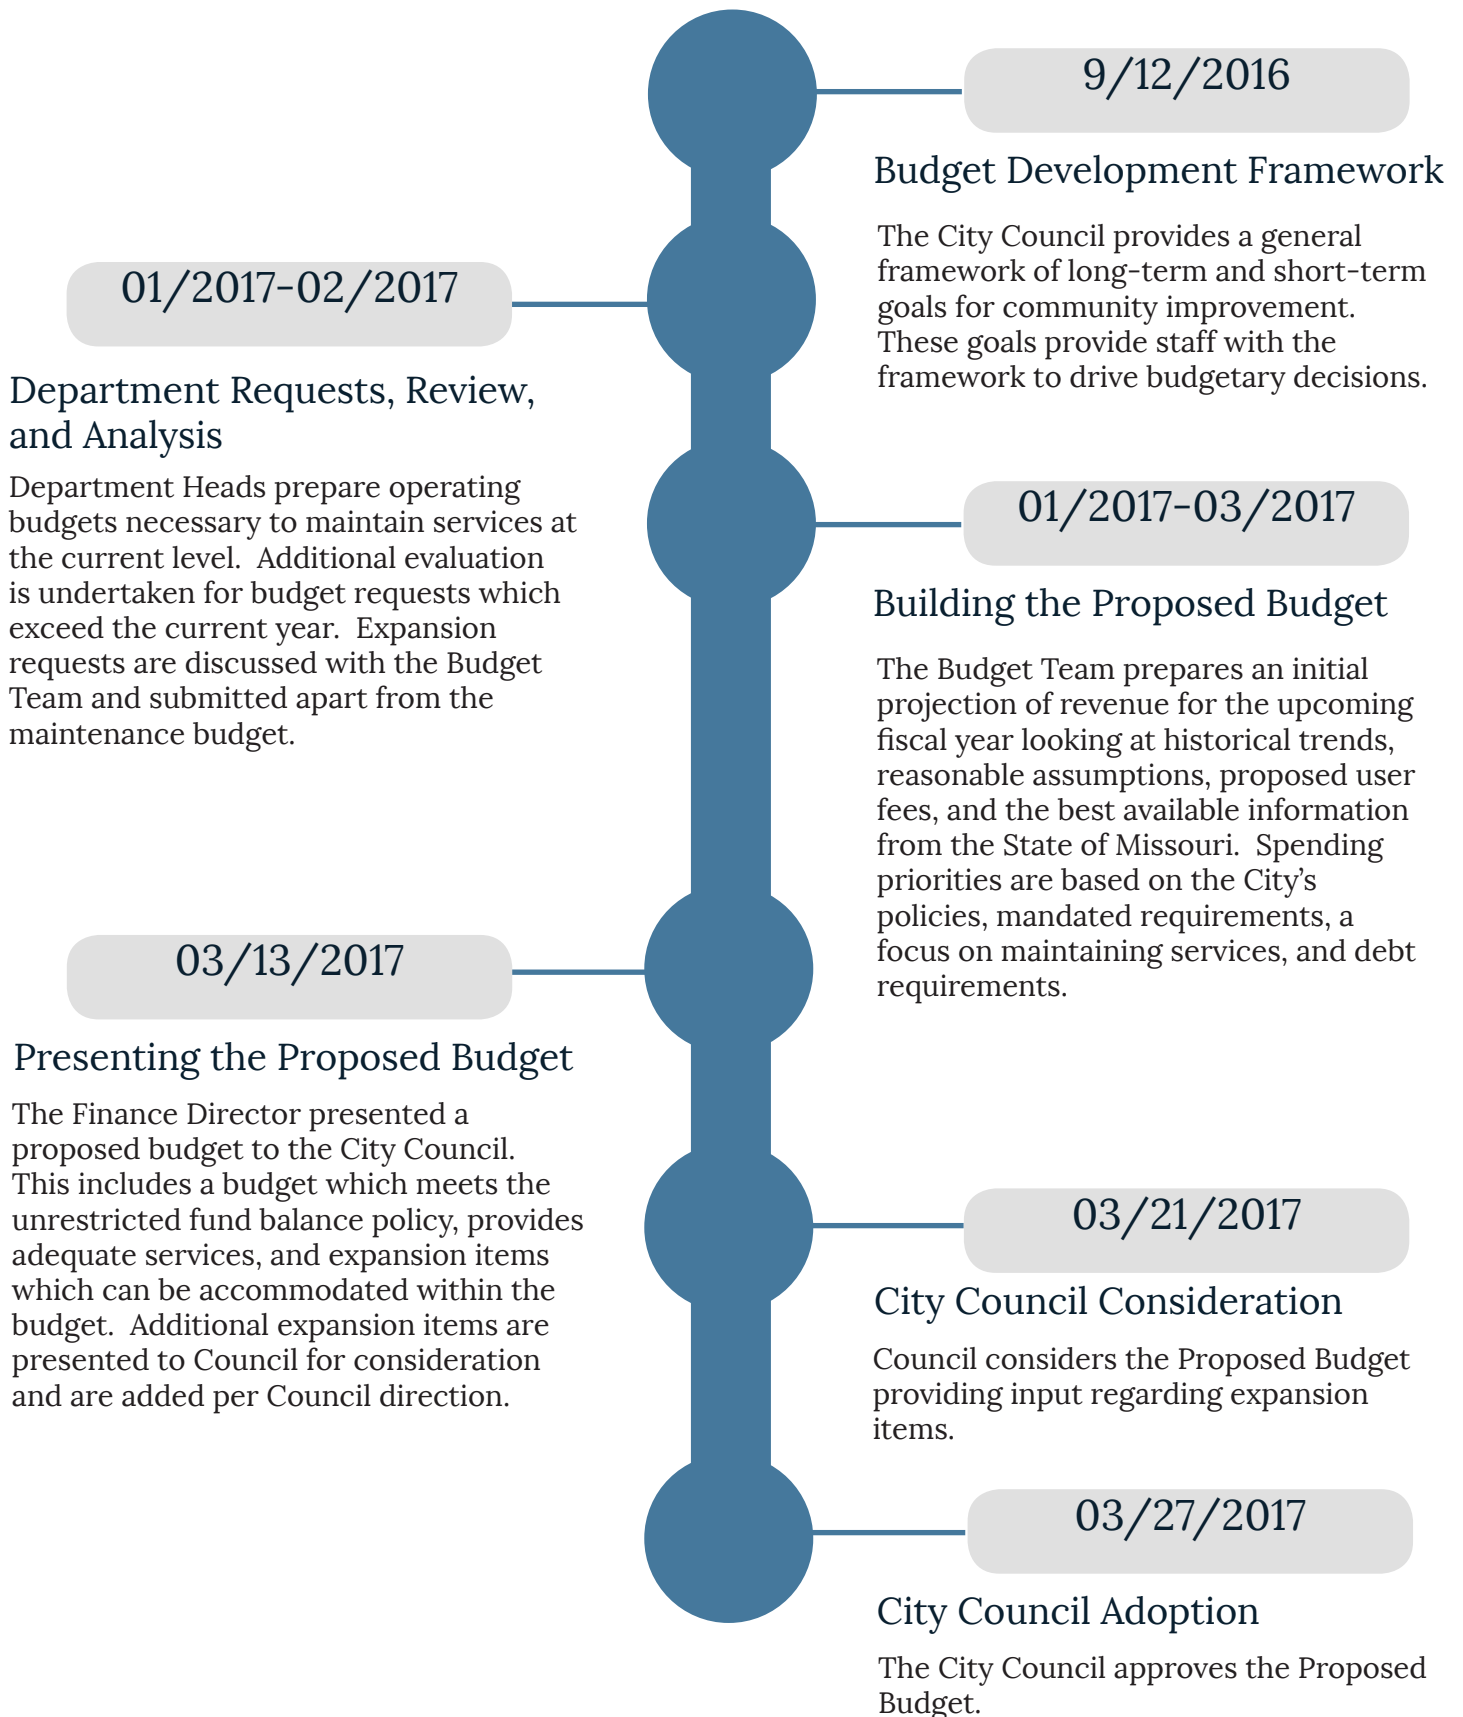 9/12/2016
Budget Development Framework
The City Council provides a general
framework of long-term and short-term
goals for community improvement.
These goals provide staff with the
framework to drive budgetary decisions.
01/2017-02/2017
Department Requests, Review,
and Analysis
Department Heads prepare operating
budgets necessary to maintain services at
the current level.  Additional evaluation
is undertaken for budget requests which
exceed the current year.  Expansion
requests are discussed with the Budget
Team and submitted apart from the
maintenance budget.
01/2017-03/2017
Building the Proposed Budget
The Budget Team prepares an initial
projection of revenue for the upcoming
fiscal year looking at historical trends,
reasonable assumptions, proposed user
fees, and the best available information
from the State of Missouri.  Spending
priorities are based on the City’s
policies, mandated requirements, a
focus on maintaining services, and debt
requirements.
03/13/2017
Presenting the Proposed Budget
The Finance Director presented a
proposed budget to the City Council.
This includes a budget which meets the
unrestricted fund balance policy, provides
adequate services, and expansion items
which can be accommodated within the
budget.  Additional expansion items are
presented to Council for consideration
and are added per Council direction.
03/21/2017
City Council Consideration
Council considers the Proposed Budget
providing input regarding expansion
items.
03/27/2017
City Council Adoption
The City Council approves the Proposed
Budget.